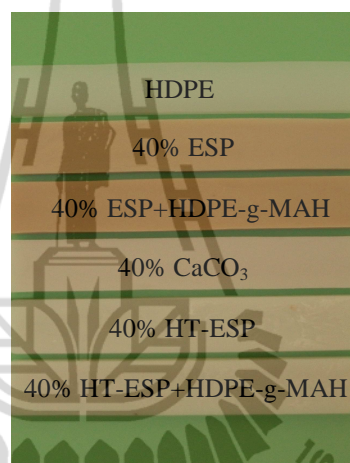 HDPE
40% ESP
40% ESP+HDPE-g-MAH
40% CaCO₃
40% HT-ESP
40% HT-ESP+HDPE-g-MAH